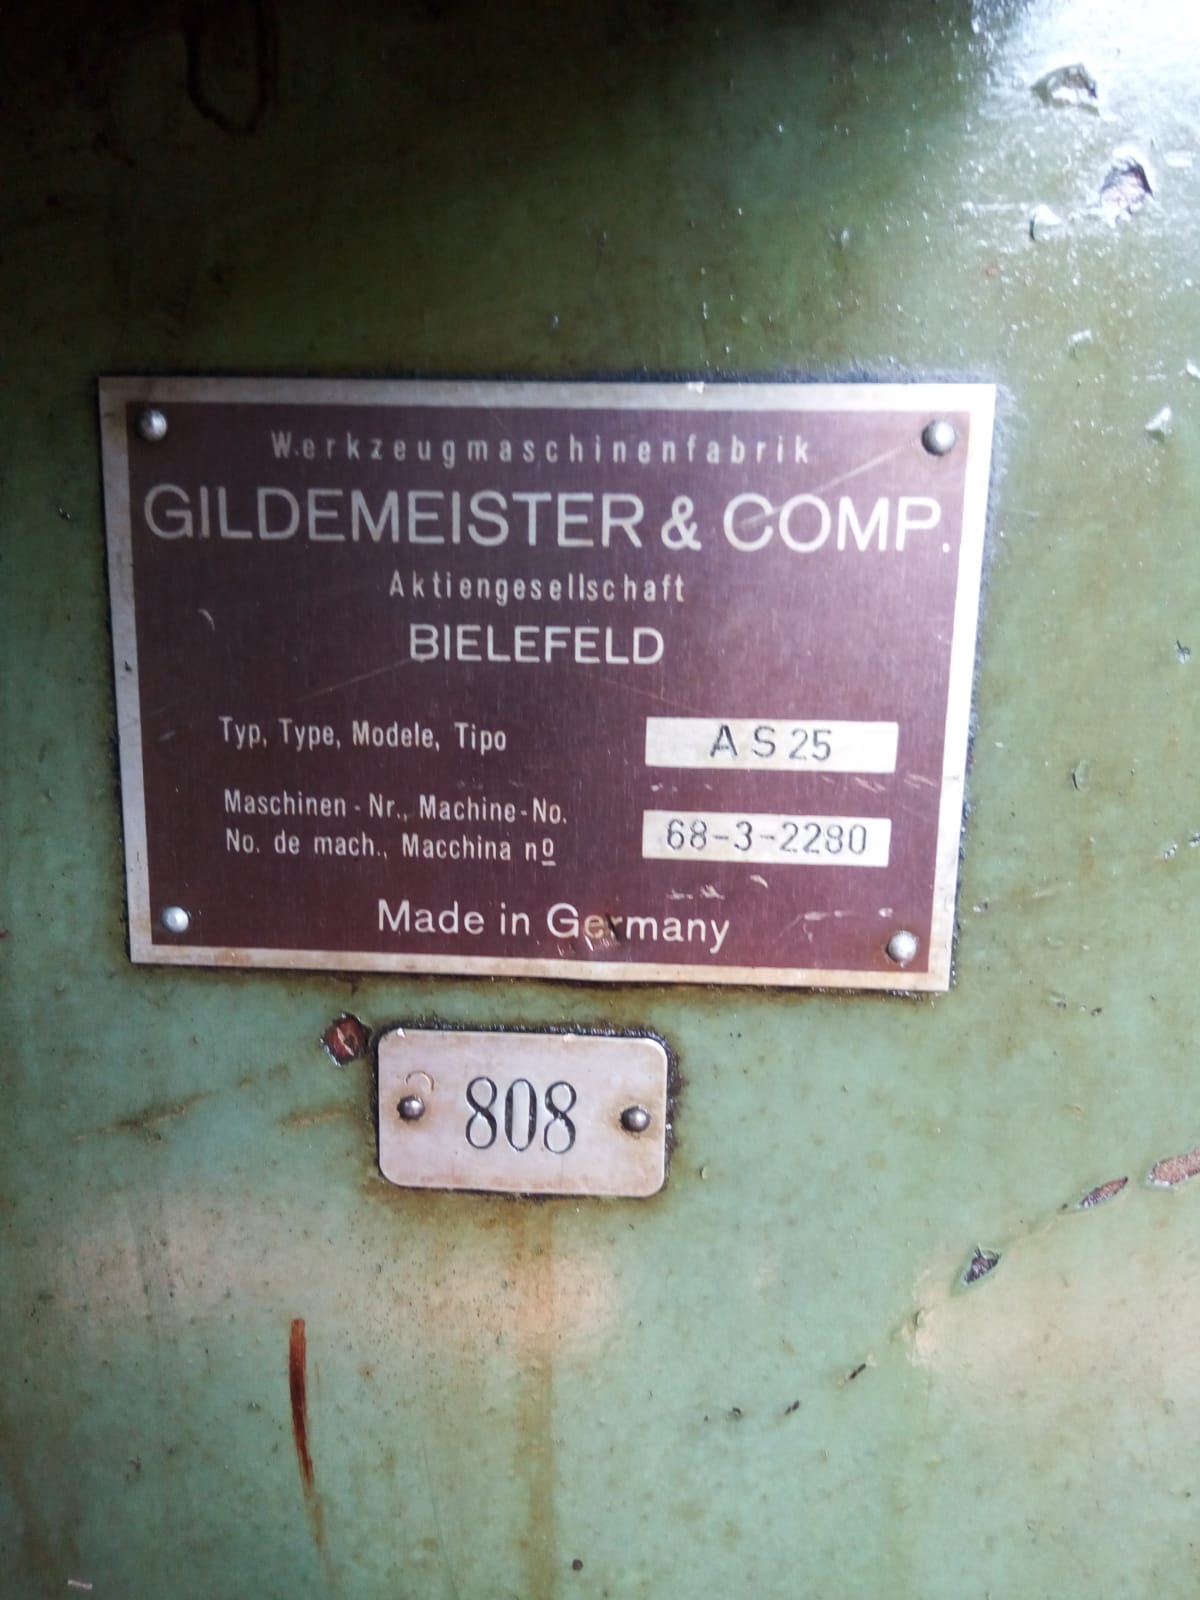 Werkzeugmaschinenfabrik
GILDEMEISTER & COMP.
Aktiengesellschaft
BIELEFELD
Typ, Type, Modele, Tipo A S 25
Maschinen - Nr., Machine - No.
No. de mach., Macchina nº 68-3-2280
Made in Germany
808